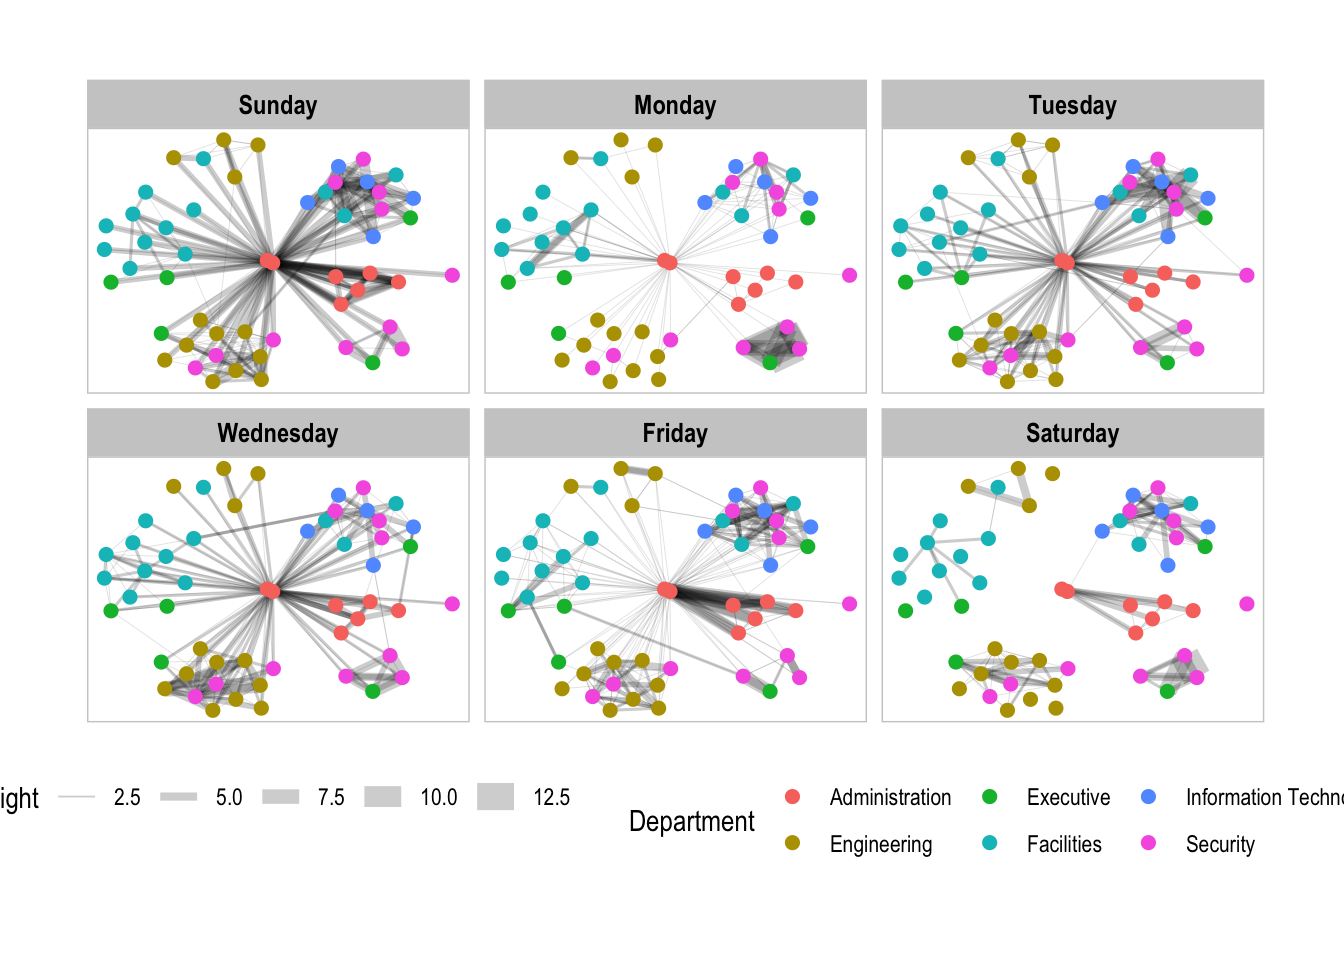 Sunday
Monday
Tuesday
Wednesday
Friday
Saturday
ight 2.5 5.0 7.5 10.0 12.5
Department
Administration Executive Information Techno
Engineering Facilities Security